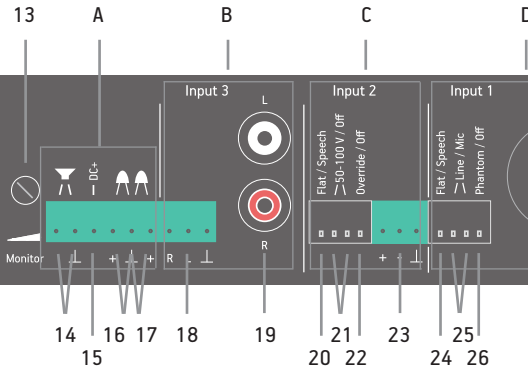 13 A B C D
Input 3 Input 2 Input 1
L
DC+
Flat / Speech
50-100 V / Off
Override / Off
Flat / Speech
Line / Mic
Phantom / Off
R
Monitor + + R - + -
14 16 17 18 19 21 23 25
15 20 22 24 26